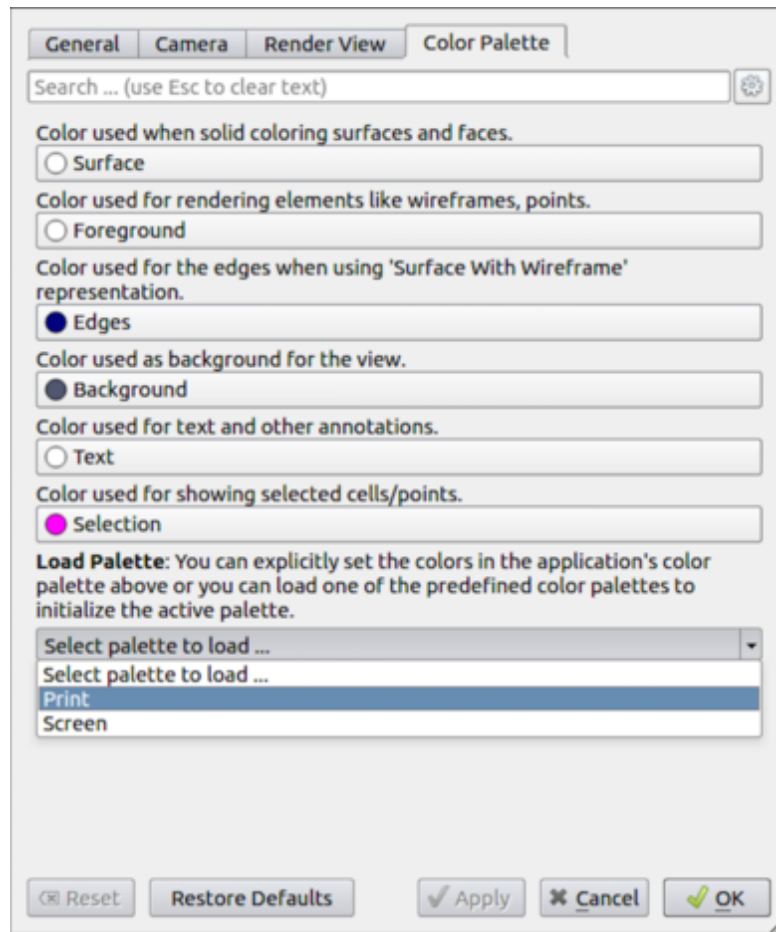 General Camera Render View Color Palette
Search ... (use Esc to clear text)
Color used when solid coloring surfaces and faces.
Surface
Color used for rendering elements like wireframes, points.
Foreground
Color used for the edges when using 'Surface With Wireframe'
representation.
Edges
Color used as background for the view.
Background
Color used for text and other annotations.
Text
Color used for showing selected cells/points.
Selection
Load Palette: You can explicitly set the colors in the application's color
palette above or you can load one of the predefined color palettes to
initialize the active palette.
Select palette to load ...
Select palette to load ...
Print
Screen
Reset Restore Defaults Apply Cancel OK